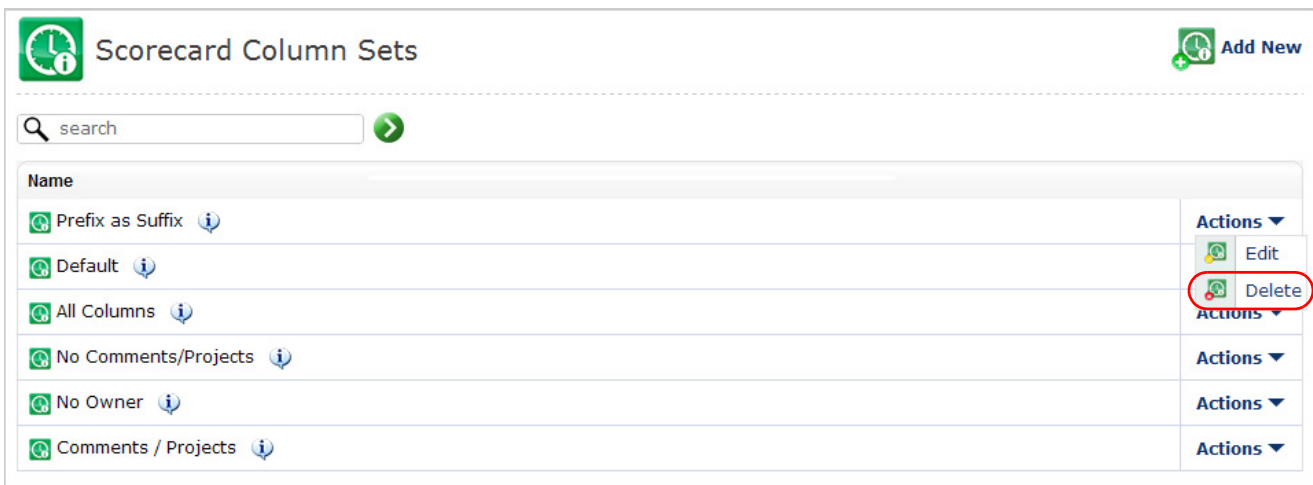 Scorecard Column Sets
Add New
search
Name
Prefix as Suffix
Actions
Edit
Default
Delete
All Columns
Actions
No Comments/Projects
Actions
No Owner
Actions
Comments / Projects
Actions